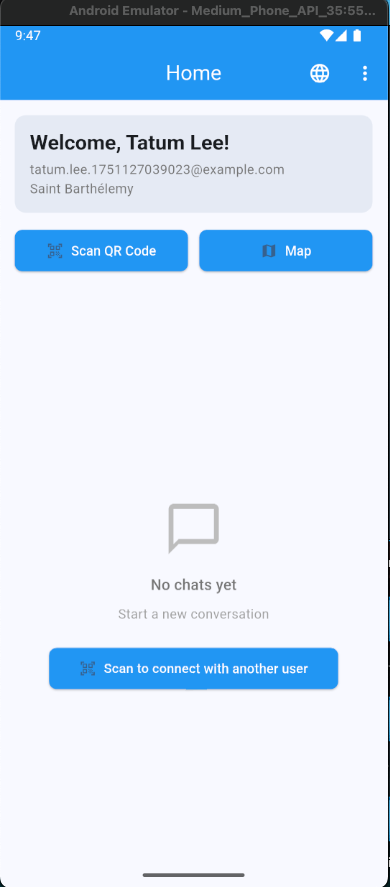 Android Emulator - Medium_Phone_API_35:55...
9:47
Home
Welcome, Tatum Lee!
tatum.lee.1751127039023@example.com
Saint Barthélemy
Scan QR Code
Map
No chats yet
Start a new conversation
Scan to connect with another user